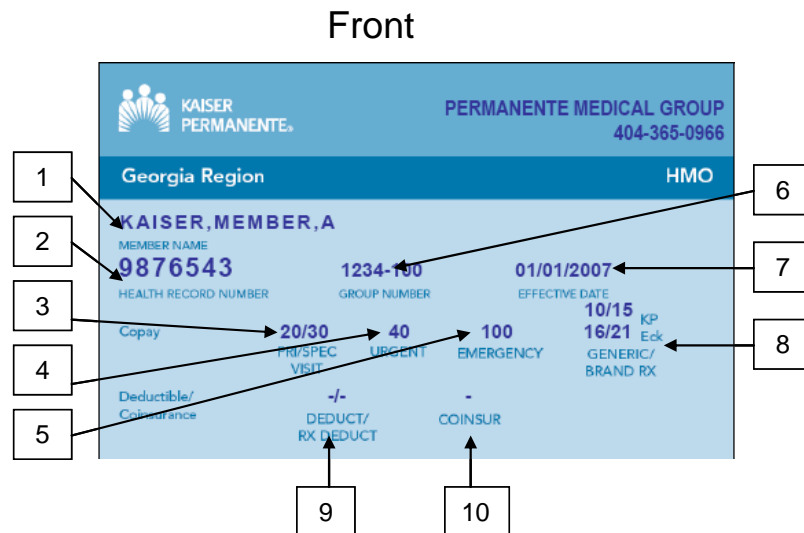 Front
KAISER
PERMANENTE®
PERMANENTE MEDICAL GROUP
404-365-0966
Georgia Region
HMO
1
KAISER,MEMBER,A
MEMBER NAME
6
2
9876543
1234-100
01/01/2007
7
HEALTH RECORD NUMBER
GROUP NUMBER
EFFECTIVE DATE
3
Copay
20/30
40
100
10/15 KP
16/21 Eck
PRI/SPEC
VISIT
URGENT
EMERGENCY
GENERIC/
BRAND RX
8
4
Deductible/
Coinsurance
-/-
-
5
DEDUCT/
RX DEDUCT
COINSUR
9
10